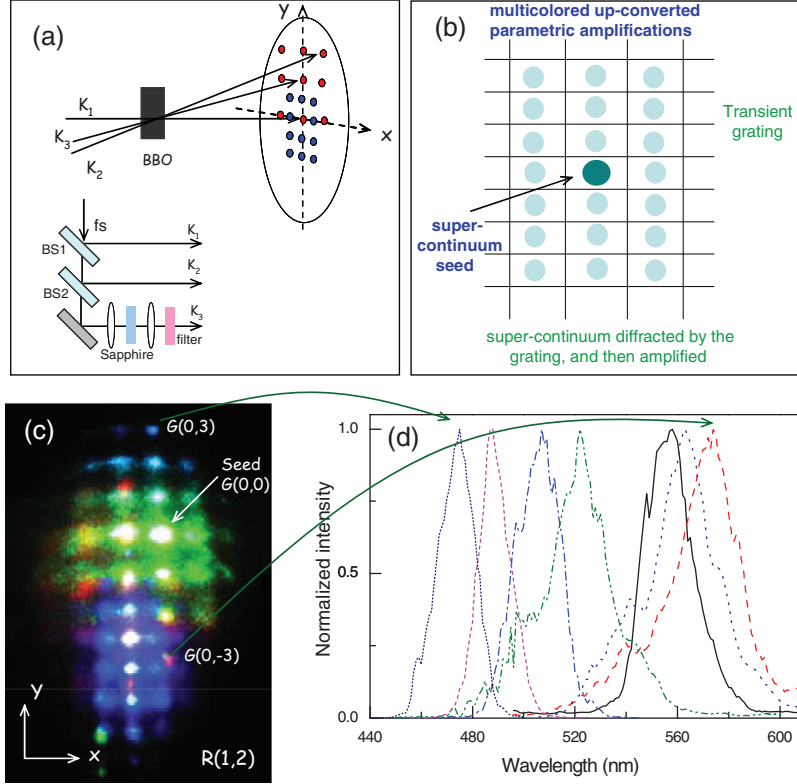 (a)
y
x
K1
K3
K2
BBO
fs
BS1
K1
BS2
K2
K3
Sapphire
filter
(b)
multicolored up-converted
parametric amplifications
Transient
grating
super-
continuum
seed
super-continuum diffracted by the
grating, and then amplified
(c)
G(0,3)
Seed
G(0,0)
G(0,-3)
y
x
R(1,2)
(d)
1.0
0.5
0.0
Normalized intensity
440
480
520
560
600
Wavelength (nm)